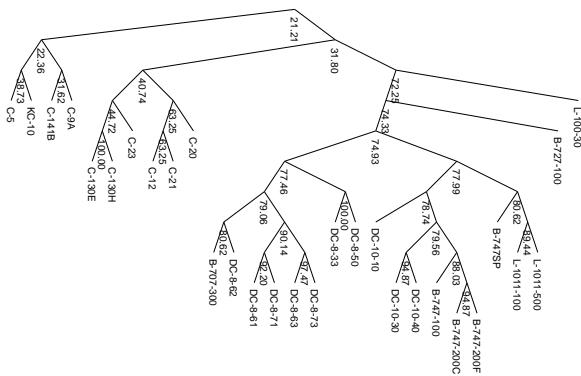 21.21
22.36
31.80
38.73
31.62
C-5
KC-10
C-141B
C-9A
40.74
44.72
63.25
100.00
63.25
C-130E
C-130H
C-23
C-12
C-21
C-20
72.25
74.33
74.93
77.46
77.99
79.06
100.00
80.62
90.14
92.20
97.47
B-707-300
DC-8-62
DC-8-61
DC-8-71
DC-8-63
DC-8-73
DC-8-33
DC-8-50
78.74
79.56
94.87
88.03
94.87
DC-10-10
DC-10-30
DC-10-40
B-747-100
B-747-200C
B-747-200F
80.62
89.44
B-747SP
L-1011-100
L-1011-500
B-727-100
L-100-30